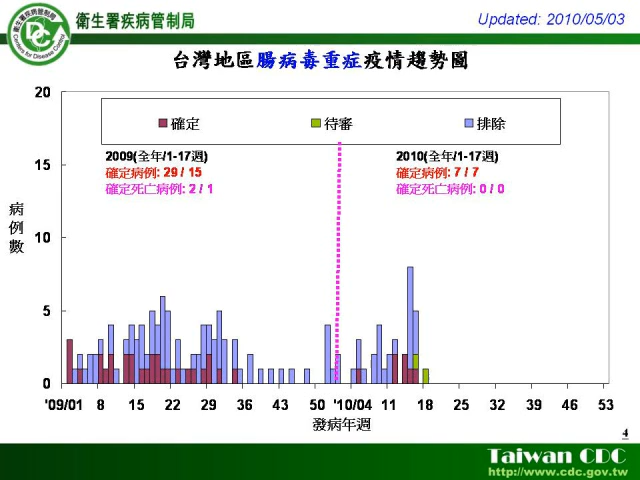 衛生署疾病管制局
Updated: 2010/05/03
台灣地區腸病毒重症疫情趨勢圖
確定 待審 排除
2009(全年/1-17週)
確定病例: 29 / 15
確定死亡病例: 2 / 1
2010(全年/1-17週)
確定病例: 7 / 7
確定死亡病例: 0 / 0
病例數
20
15
10
5
0
'09/01 8 15 22 29 36 43 50 '10/04 11 18 25 32 39 46 53
發病年週
4
Taiwan CDC
http://www.cdc.gov.tw